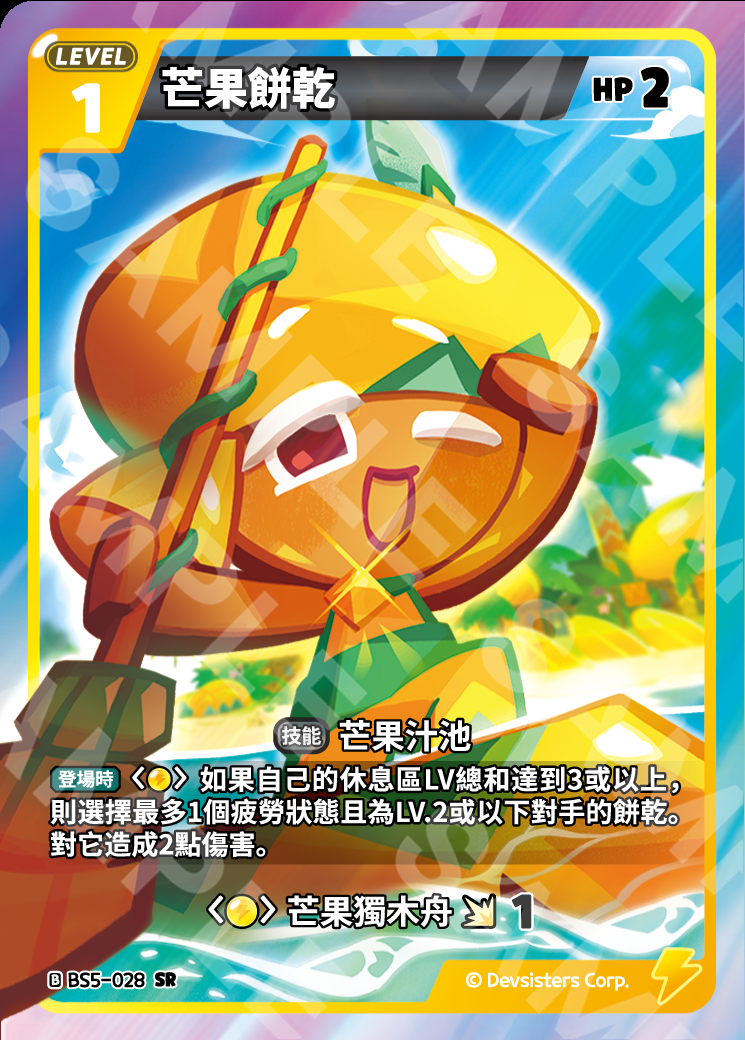 LEVEL
1
芒果餅乾
HP 2
技能 芒果汁池
登場時 〈〉如果自己的休息區LV總和達到3或以上，
則選擇最多1個疲勞狀態且為LV.2或以下對手的餅乾。
對它造成2點傷害。
〈〉芒果獨木舟 1
B BS5-028 SR
© Devsisters Corp.
SAMPLE